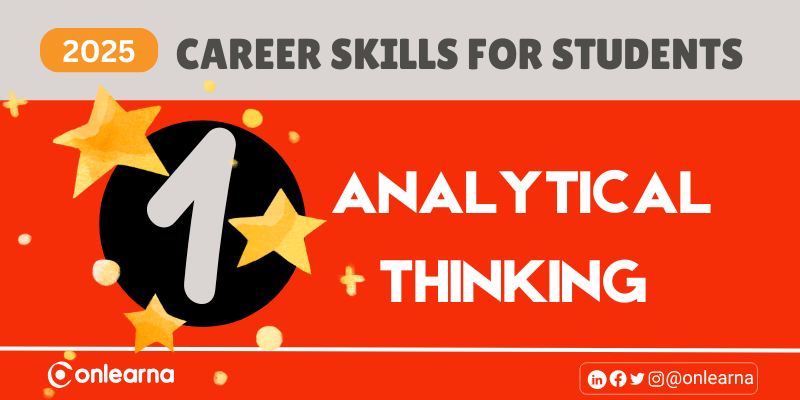 2025 CAREER SKILLS FOR STUDENTS
1
ANALYTICAL
THINKING
onlearna
@onlearna